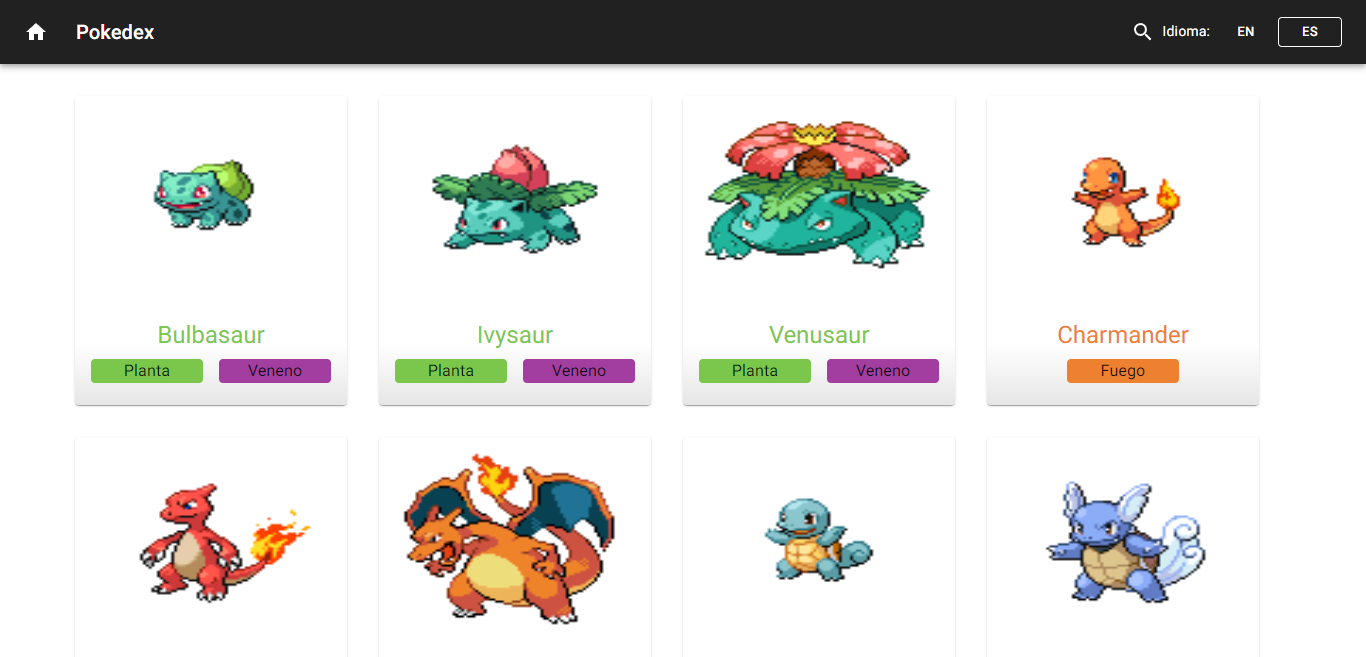 Pokedex
Idioma: EN ES
Bulbasaur Ivysaur Venusaur Charmander
Planta Veneno Planta Veneno Planta Veneno Fuego